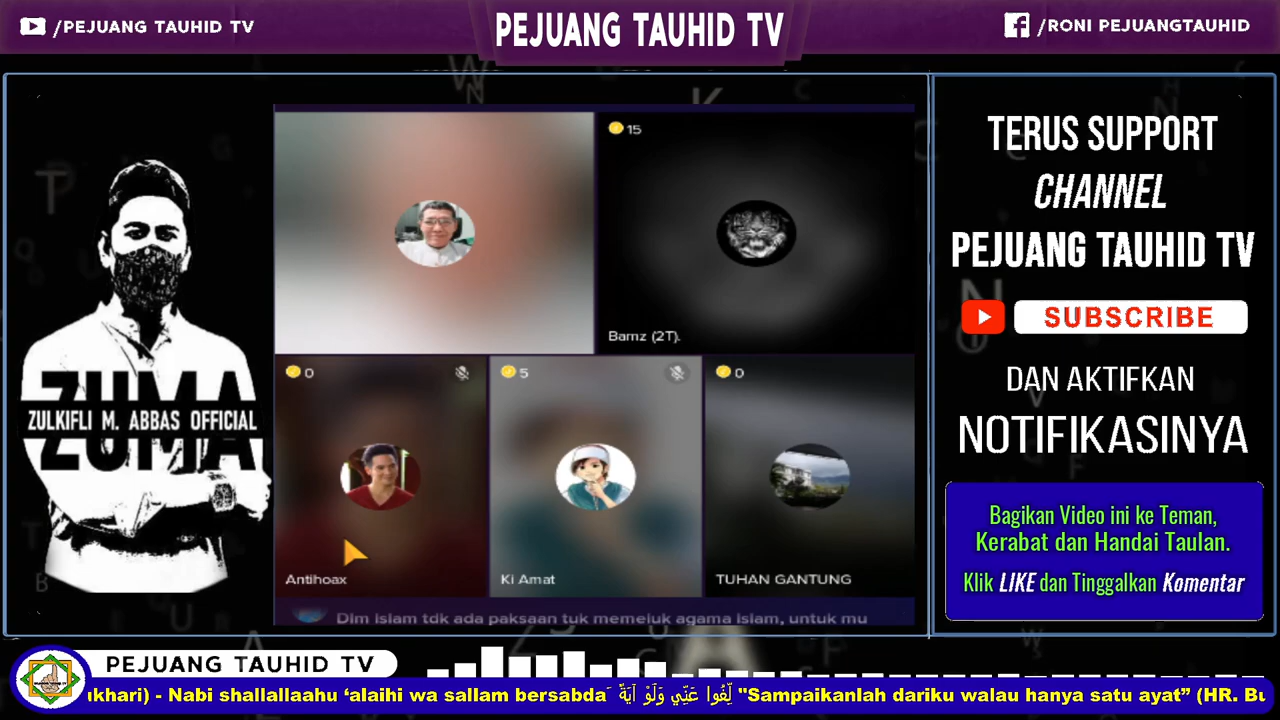 /PEJUANG TAUHID TV
PEJUANG TAUHID TV
/RONI PEJUANGTAUHID
15
Bamz (2T).
0
Antihoax
5
Ki Amat
0
TUHAN GANTUNG
Dlm islam tdk ada paksaan tuk memeluk agama islam, untuk mu
ZUMA
ZULKIFLI M. ABBAS OFFICIAL
TERUS SUPPORT
CHANNEL
PEJUANG TAUHID TV
SUBSCRIBE
DAN AKTIFKAN
NOTIFIKASINYA
Bagikan Video ini ke Teman,
Kerabat dan Handai Taulan.
Klik LIKE dan Tinggalkan Komentar
PEJUANG TAUHID TV
ukhari) - Nabi shallallaahu ‘alaihi wa sallam bersabda لِّغُوا عَنِّي وَلَوْ آيَةً "Sampaikanlah dariku walau hanya satu ayat” (HR. Bu